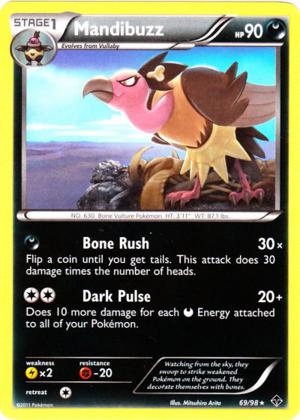 STAGE1
Mandibuzz
HP 90
Evolves from Vullaby
NO. 630 Bone Vulture Pokémon HT: 3'11" WT: 87.1 lbs.
Bone Rush 30×
Flip a coin until you get tails. This attack does 30
damage times the number of heads.
Dark Pulse 20+
Does 10 more damage for each Energy attached
to all of your Pokémon.
weakness
×2
resistance
-20
retreat
Watching from the sky, they
swoop to strike weakened
Pokémon on the ground. They
decorate themselves with bones.
©2011 Pokémon
Illus. Mitsuhiro Arita
69/98 ★